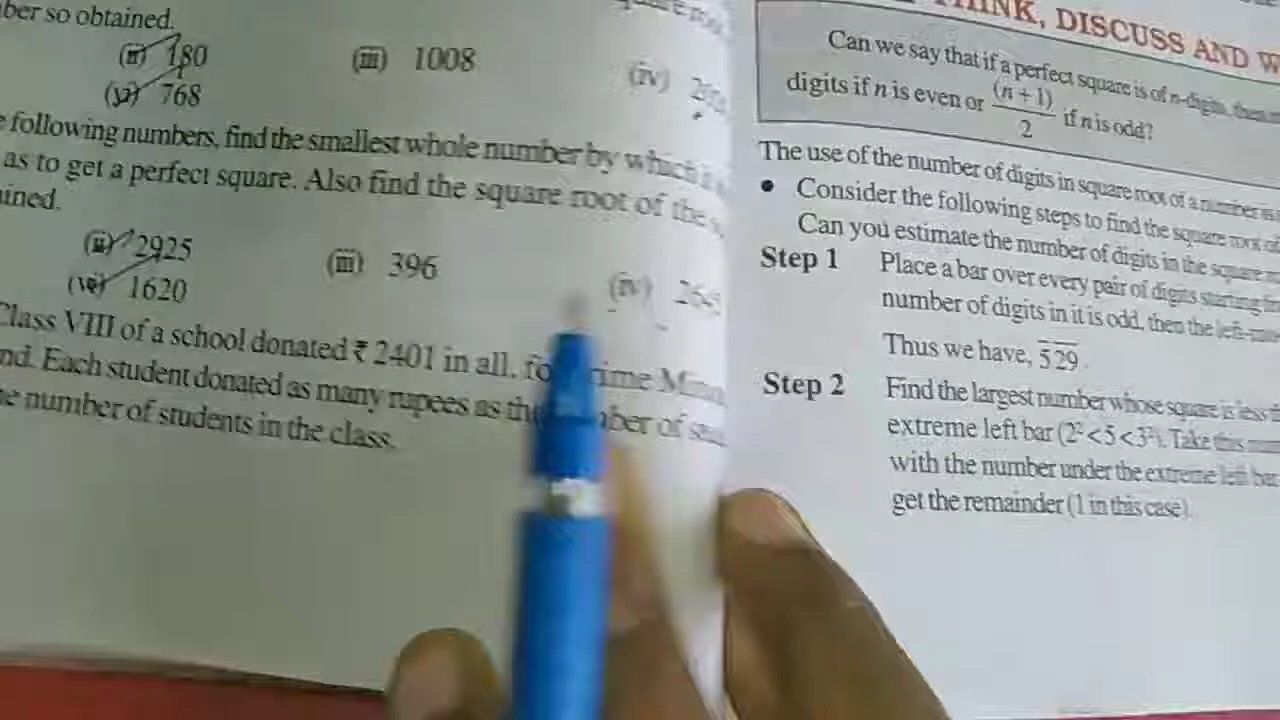 ber so obtained.
(ii) 180
(iii) 1008
(iv)
(vi) 768
following numbers, find the smallest whole number by which
as to get a perfect square. Also find the square root of the
ained.
(ii) 2925
(iii) 396
(iv) 2645
(vi) 1620
Class VIII of a school donated ₹ 2401 in all, for Prime
nd. Each student donated as many rupees as the number of
number of students in the class.
THINK, DISCUSS AND W
Can we say that if a perfect square is of n-digits, then
digits if n is even or (n + 1)/2 if n is odd?
The use of the number of digits in square root of a number is
• Consider the following steps to find the square root of
Can you estimate the number of digits in the square
Step 1 Place a bar over every pair of digits starting
number of digits in it is odd, then the left-
Thus we have, 5 29.
Step 2 Find the largest number whose square is less
extreme left bar (2² < 5 < 3²). Take this
with the number under the extreme left bar
get the remainder (1 in this case).